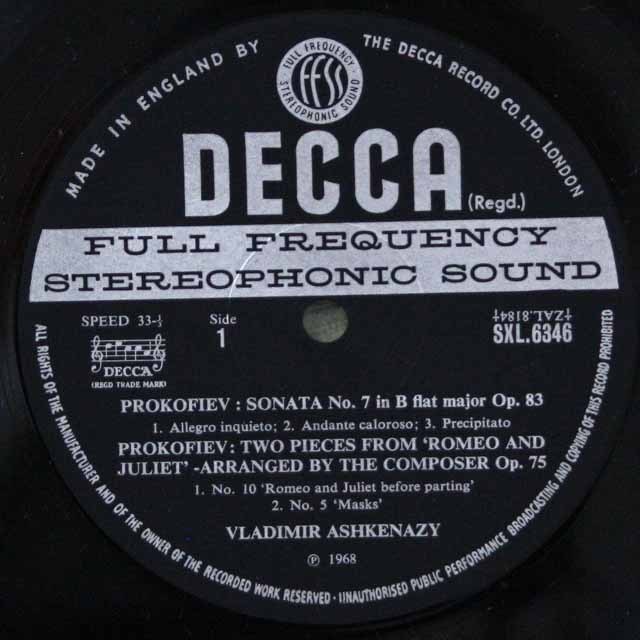 MADE IN ENGLAND BY
THE DECCA RECORD CO. LTD. LONDON
FULL FREQUENCY
FFSS
STEREOPHONIC SOUND
DECCA (Regd.)
FULL FREQUENCY
STEREOPHONIC SOUND
SPEED 33-⅓
DECCA
(REGD TRADE MARK)
Side
1
‡ZAL.8184‡
SXL.6346
PROKOFIEV : SONATA No. 7 in B flat major Op. 83
1. Allegro inquieto; 2. Andante caloroso; 3. Precipitato
PROKOFIEV: TWO PIECES FROM ‘ROMEO AND
JULIET’ -ARRANGED BY THE COMPOSER Op. 75
1. No. 10 ‘Romeo and Juliet before parting’
2. No. 5 ‘Masks’
VLADIMIR ASHKENAZY
℗ 1968
ALL RIGHTS OF THE MANUFACTURER AND OF THE OWNER OF THE RECORDED WORK RESERVED · UNAUTHORISED PUBLIC PERFORMANCE BROADCASTING AND COPYING OF THIS RECORD PROHIBITED